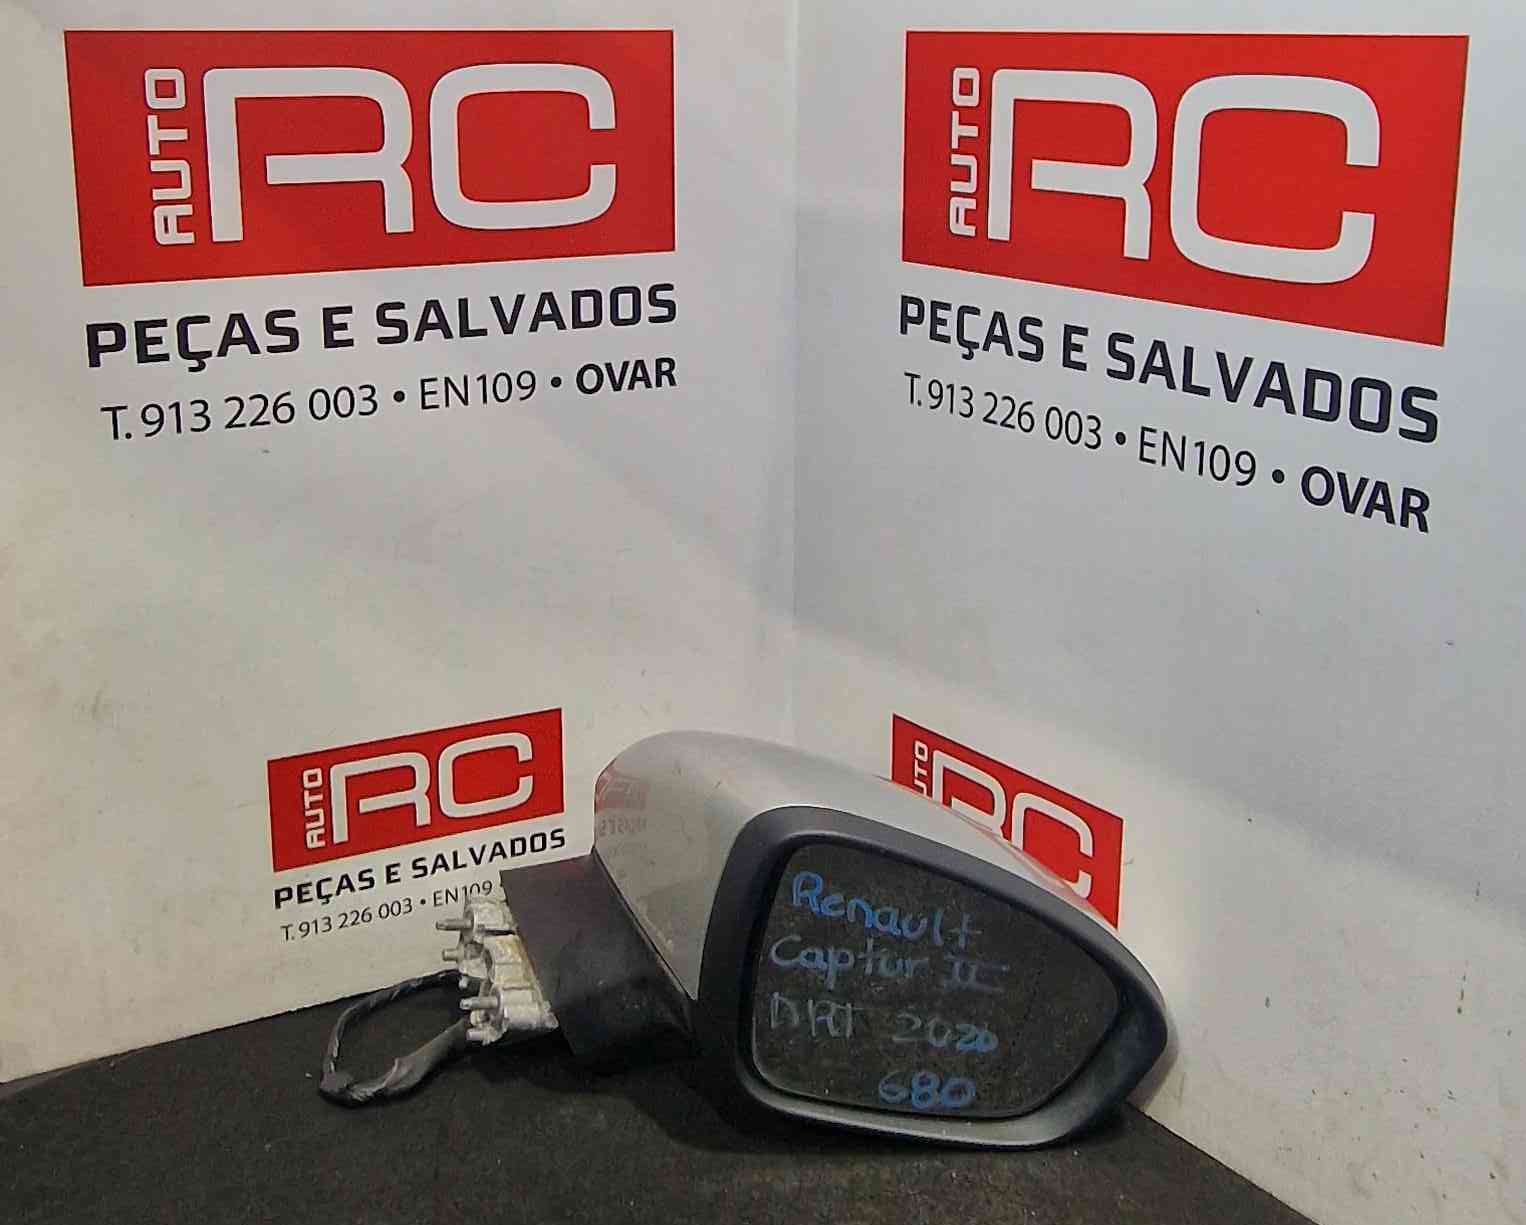 AUTO RC
PEÇAS E SALVADOS
T. 913 226 003 • EN109 • OVAR
AUTO RC
PEÇAS E SALVADOS
T. 913 226 003 • EN109 • OVAR
AUTO RC
PEÇAS E SALVADOS
T. 913 226 003 • EN109
RC
Renault
Captur II
DRT 2020
680